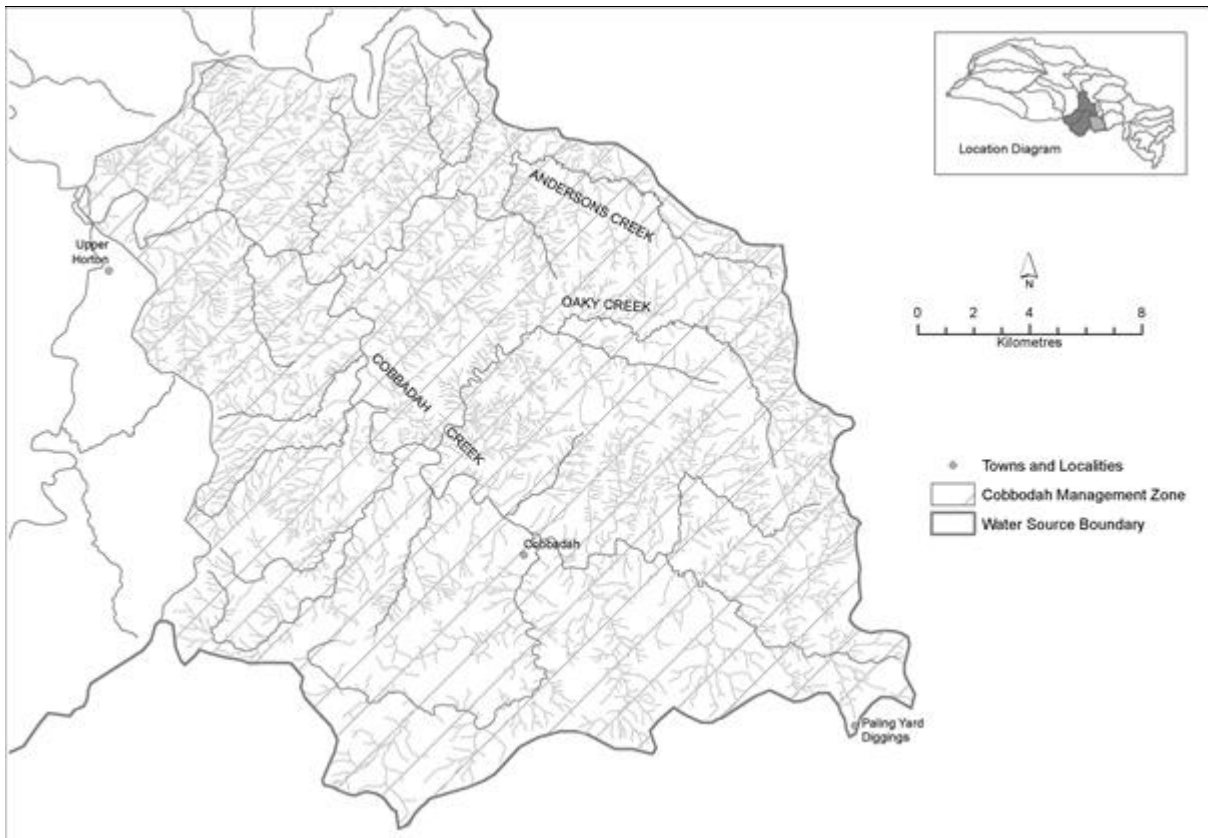 Location Diagram
ANDERSONS CREEK
Upper
Horton
OAKY CREEK
N
0 2 4 8
Kilometres
COBBADAH
CREEK
Towns and Localities
Cobbodah Management Zone
Water Source Boundary
Cobbadah
Paling Yard
Diggings